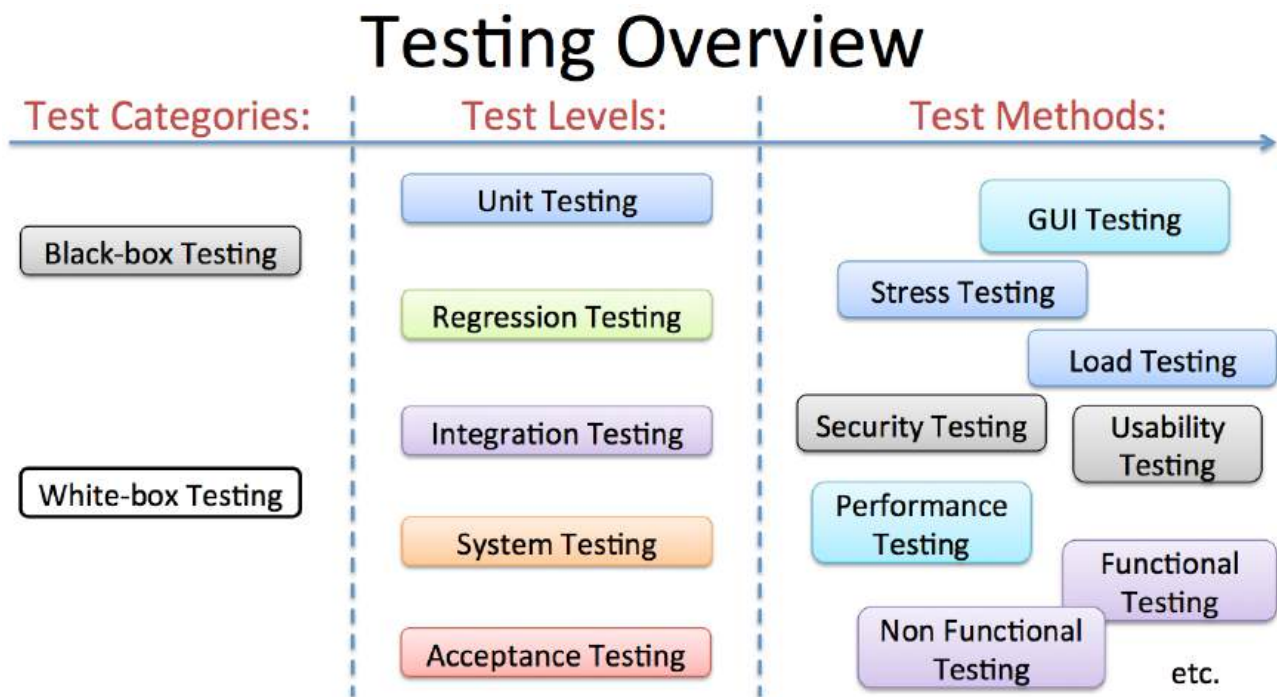 Testing Overview
Test Categories:
Test Levels:
Test Methods:
Black-box Testing
White-box Testing
Unit Testing
Regression Testing
Integration Testing
System Testing
Acceptance Testing
GUI Testing
Stress Testing
Load Testing
Security Testing
Usability
Testing
Performance
Testing
Functional
Testing
Non Functional
Testing
etc.